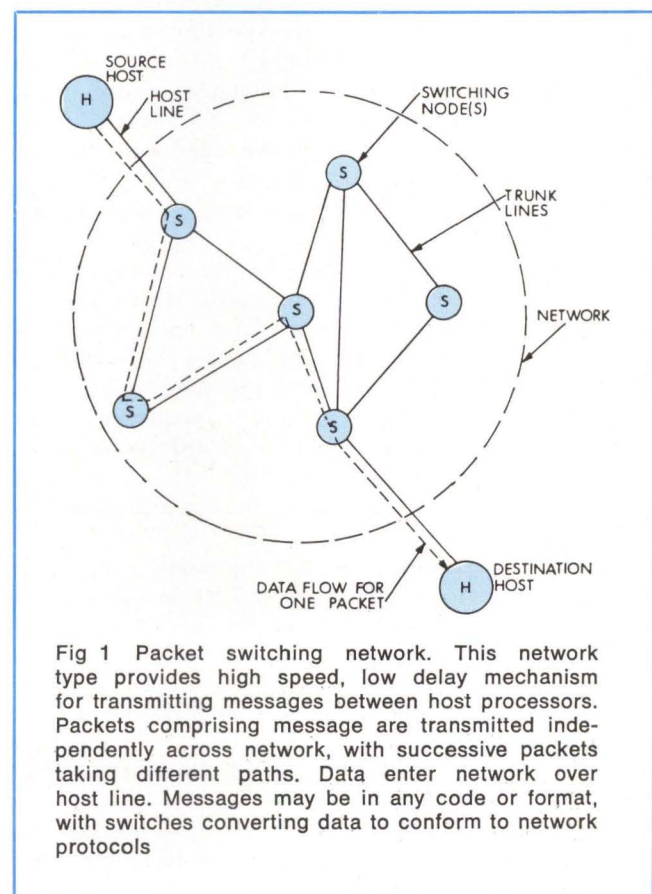 SOURCE
HOST
H
HOST
LINE
SWITCHING
NODE(S)
S
TRUNK
LINES
S
S
S
NETWORK
S
S
DESTINATION
HOST
H
DATA FLOW FOR
ONE PACKET
Fig 1 Packet switching network. This network
type provides high speed, low delay mechanism
for transmitting messages between host processors.
Packets comprising message are transmitted inde-
pendently across network, with successive packets
taking different paths. Data enter network over
host line. Messages may be in any code or format,
with switches converting data to conform to network
protocols